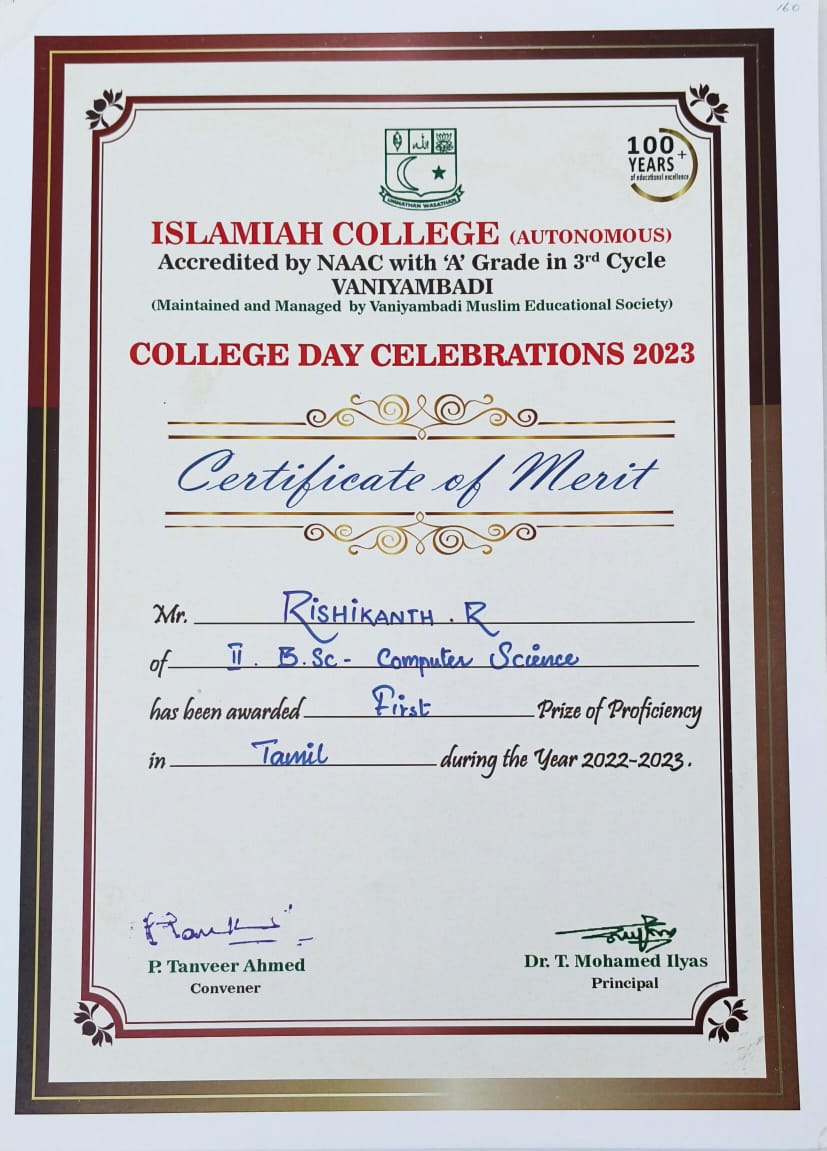 160
الله
UMMATHAN WASATHAN
100+
YEARS
of educational excellence
ISLAMIAH COLLEGE (AUTONOMOUS)
Accredited by NAAC with ‘A’ Grade in 3rd Cycle
VANIYAMBADI
(Maintained and Managed by Vaniyambadi Muslim Educational Society)
COLLEGE DAY CELEBRATIONS 2023
Certificate of Merit
Mr. RISHIKANTH . R
of II . B.Sc - Computer Science
has been awarded First Prize of Proficiency
in Tamil during the Year 2022-2023.
P. Tanveer Ahmed
Convener
Dr. T. Mohamed Ilyas
Principal